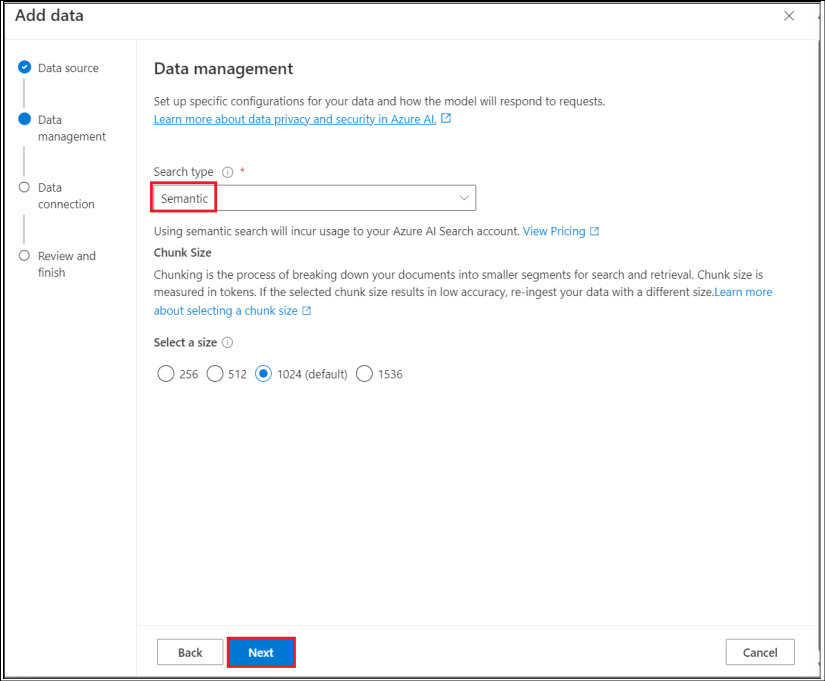 Add data
Data source
Data
management
Data
connection
Review and
finish
Data management
Set up specific configurations for your data and how the model will respond to requests.
Learn more about data privacy and security in Azure AI.
Search type *
Semantic
Using semantic search will incur usage to your Azure AI Search account. View Pricing
Chunk Size
Chunking is the process of breaking down your documents into smaller segments for search and retrieval. Chunk size is
measured in tokens. If the selected chunk size results in low accuracy, re-ingest your data with a different size.Learn more
about selecting a chunk size
Select a size
256 512 1024 (default) 1536
Back Next Cancel